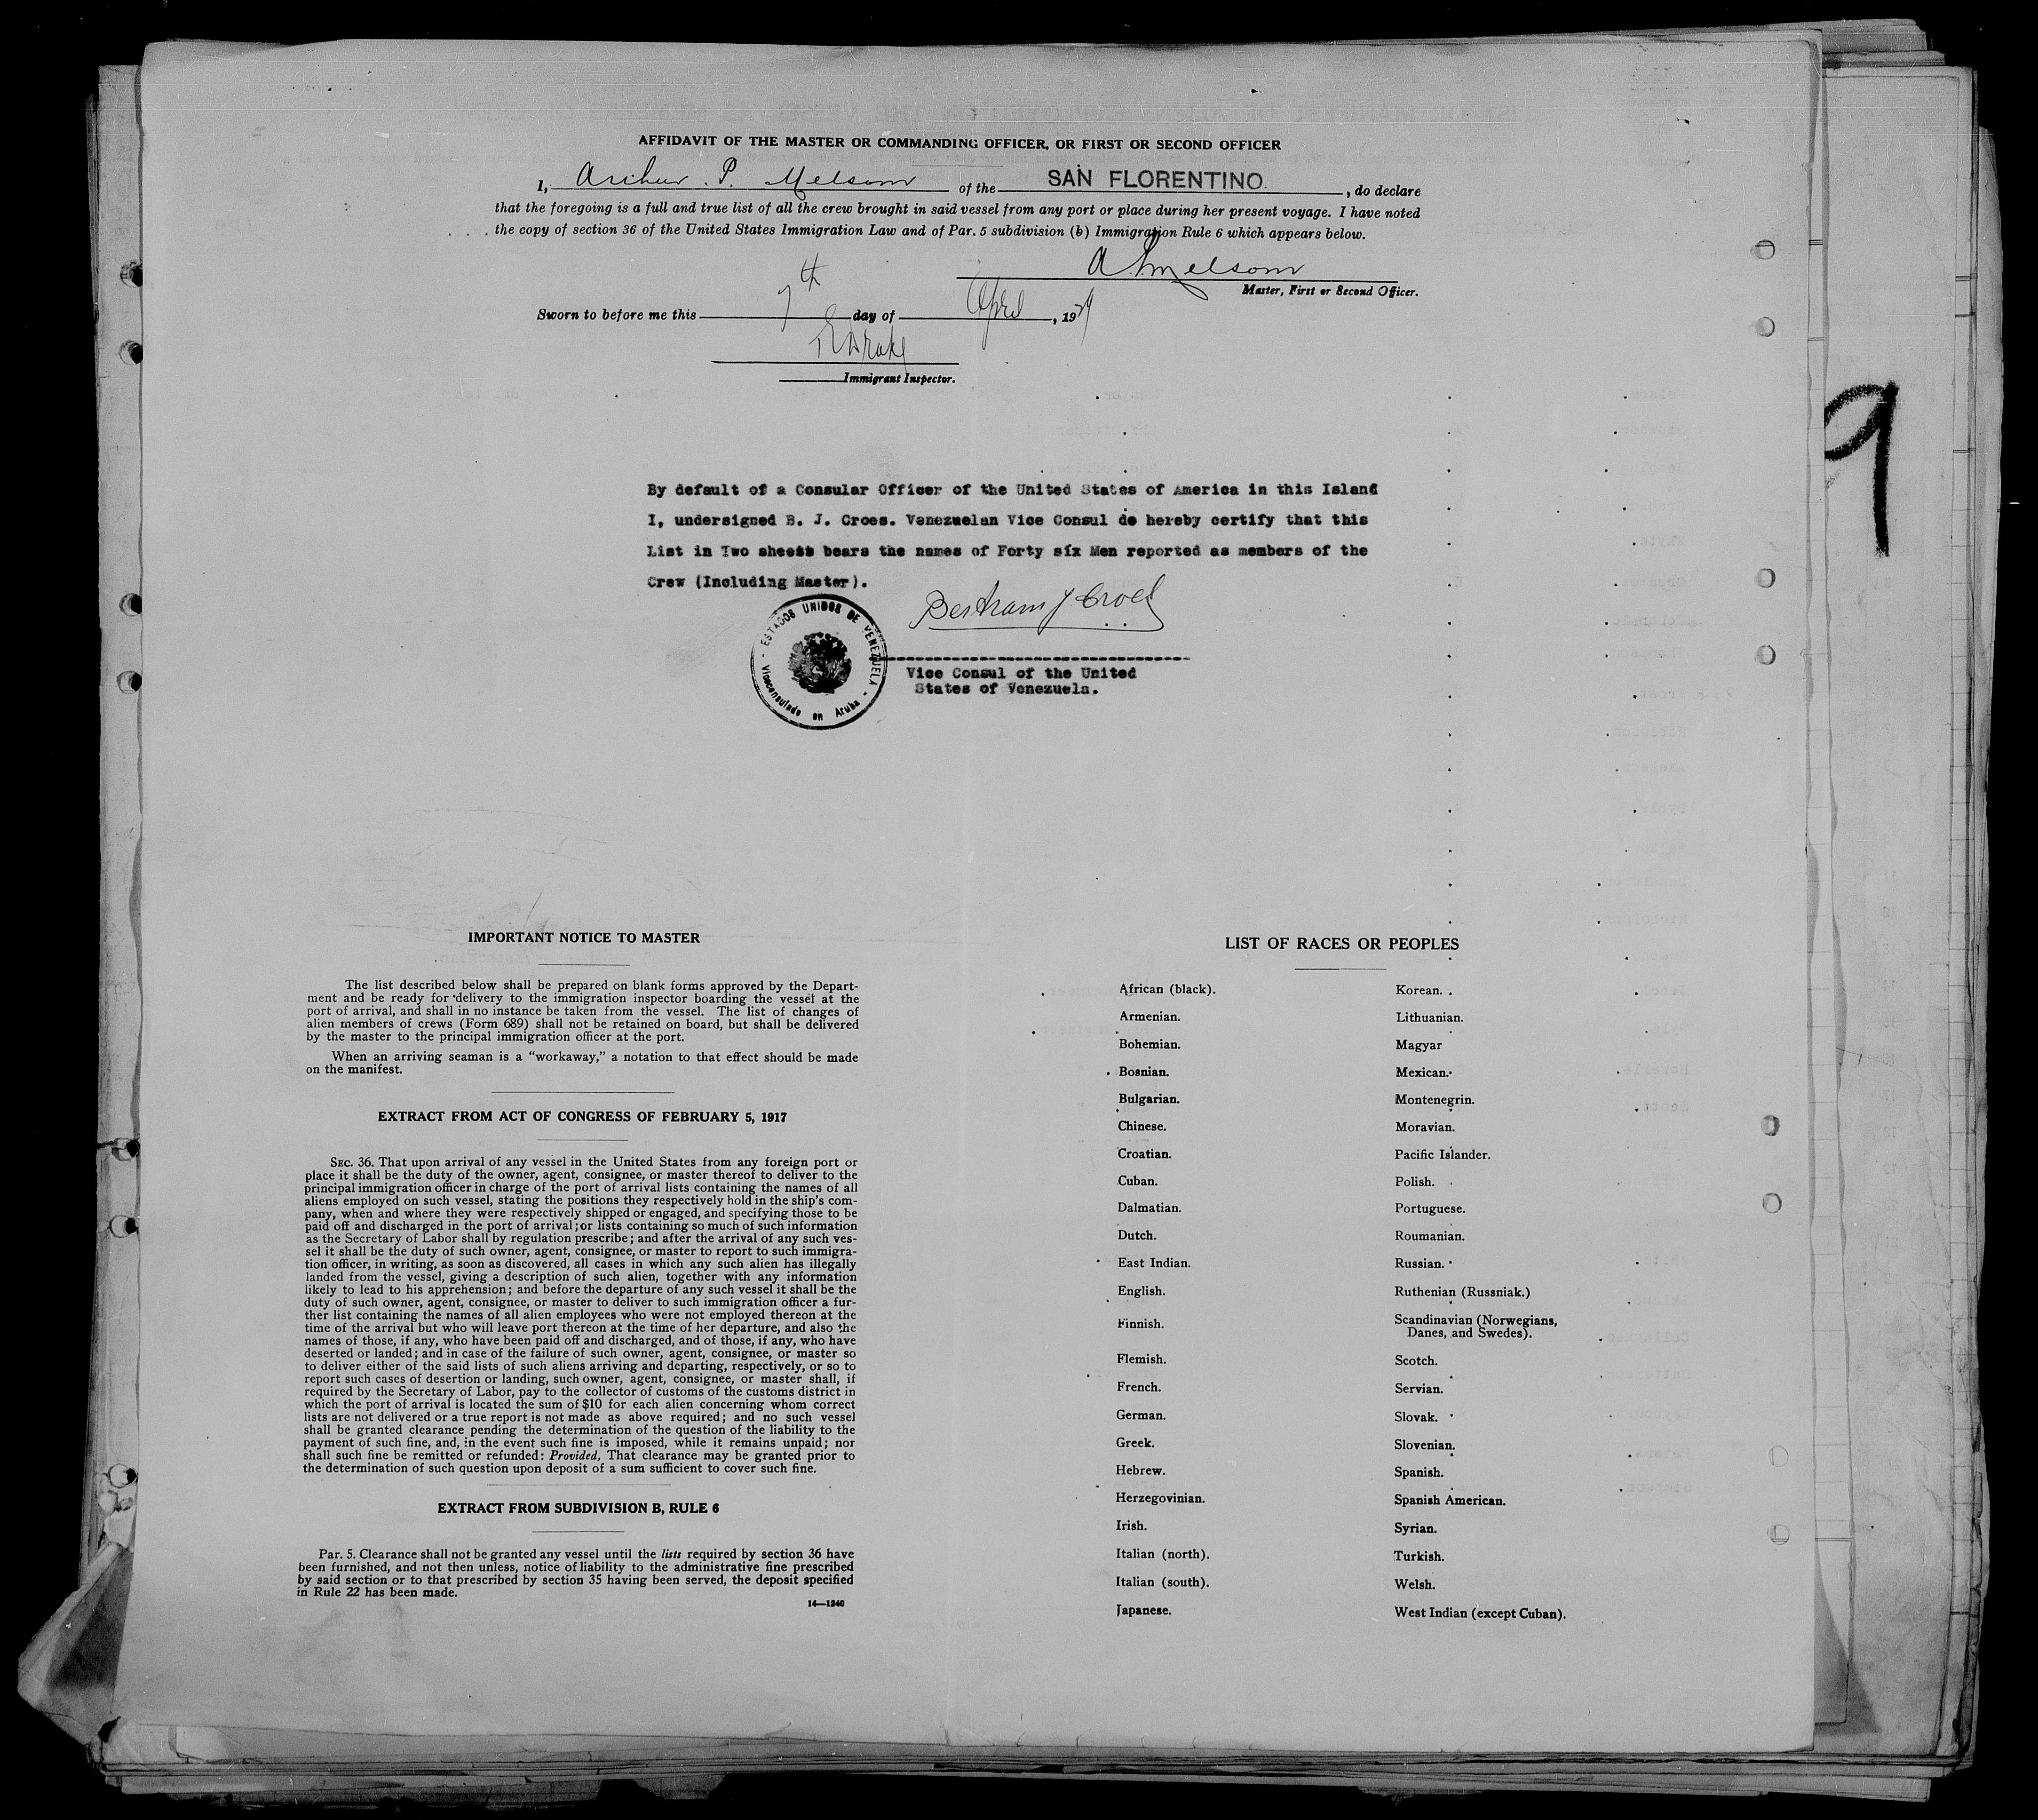 AFFIDAVIT OF THE MASTER OR COMMANDING OFFICER, OR FIRST OR SECOND OFFICER
I, Arthur. P. Melsom of the SAN FLORENTINO. , do declare
that the foregoing is a full and true list of all the crew brought in said vessel from any port or place during her present voyage. I have noted
the copy of section 36 of the United States Immigration Law and of Par. 5 subdivision (b) Immigration Rule 6 which appears below.
A. P. Melsom
Master, First or Second Officer.
Sworn to before me this 7th day of April, 1929
Drake
Immigrant Inspector.
9
By default of a Consular Officer of the United States of America in this Island
I, undersigned B. J. Croes. Venezuelan Vice Consul do hereby certify that this
List in Two sheets bears the names of Forty six Men reported as members of the
Crew (Including Master).
Bertram J Croes
ESTADOS UNIDOS DE VENEZUELA
Viceconsulado en Aruba
Vice Consul of the United
States of Venezuela.
IMPORTANT NOTICE TO MASTER
The list described below shall be prepared on blank forms approved by the Depart-
ment and be ready for delivery to the immigration inspector boarding the vessel at the
port of arrival, and shall in no instance be taken from the vessel. The list of changes of
alien members of crews (Form 689) shall not be retained on board, but shall be delivered
by the master to the principal immigration officer at the port.
When an arriving seaman is a “workaway,” a notation to that effect should be made
on the manifest.
EXTRACT FROM ACT OF CONGRESS OF FEBRUARY 5, 1917
SEC. 36. That upon arrival of any vessel in the United States from any foreign port or
place it shall be the duty of the owner, agent, consignee, or master thereof to deliver to the
principal immigration officer in charge of the port of arrival lists containing the names of all
aliens employed on such vessel, stating the positions they respectively hold in the ship's com-
pany, when and where they were respectively shipped or engaged, and specifying those to be
paid off and discharged in the port of arrival; or lists containing so much of such information
as the Secretary of Labor shall by regulation prescribe; and after the arrival of any such ves-
sel it shall be the duty of such owner, agent, consignee, or master to report to such immigra-
tion officer, in writing, as soon as discovered, all cases in which any such alien has illegally
landed from the vessel, giving a description of such alien, together with any information
likely to lead to his apprehension; and before the departure of any such vessel it shall be the
duty of such owner, agent, consignee, or master to deliver to such immigration officer a fur-
ther list containing the names of all alien employees who were not employed thereon at the
time of the arrival but who will leave port thereon at the time of her departure, and also the
names of those, if any, who have been paid off and discharged, and of those, if any, who have
deserted or landed; and in case of the failure of such owner, agent, consignee, or master so
to deliver either of the said lists of such aliens arriving and departing, respectively, or so to
report such cases of desertion or landing, such owner, agent, consignee, or master shall, if
required by the Secretary of Labor, pay to the collector of customs of the customs district in
which the port of arrival is located the sum of $10 for each alien concerning whom correct
lists are not delivered or a true report is not made as above required; and no such vessel
shall be granted clearance pending the determination of the question of the liability to the
payment of such fine, and, in the event such fine is imposed, while it remains unpaid; nor
shall such fine be remitted or refunded: Provided, That clearance may be granted prior to
the determination of such question upon deposit of a sum sufficient to cover such fine.
EXTRACT FROM SUBDIVISION B, RULE 6
Par. 5. Clearance shall not be granted any vessel until the lists required by section 36 have
been furnished, and not then unless, notice of liability to the administrative fine prescribed
by said section or to that prescribed by section 35 having been served, the deposit specified
in Rule 22 has been made.
14—1240
LIST OF RACES OR PEOPLES
African (black).
Armenian.
Bohemian.
Bosnian.
Bulgarian.
Chinese.
Croatian.
Cuban.
Dalmatian.
Dutch.
East Indian.
English.
Finnish.
Flemish.
French.
German.
Greek.
Hebrew.
Herzegovinian.
Irish.
Italian (north).
Italian (south).
Japanese.
Korean.
Lithuanian.
Magyar
Mexican.
Montenegrin.
Moravian.
Pacific Islander.
Polish.
Portuguese.
Roumanian.
Russian.
Ruthenian (Russniak.)
Scandinavian (Norwegians,
Danes, and Swedes).
Scotch.
Servian.
Slovak.
Slovenian.
Spanish.
Spanish American.
Syrian.
Turkish.
Welsh.
West Indian (except Cuban).